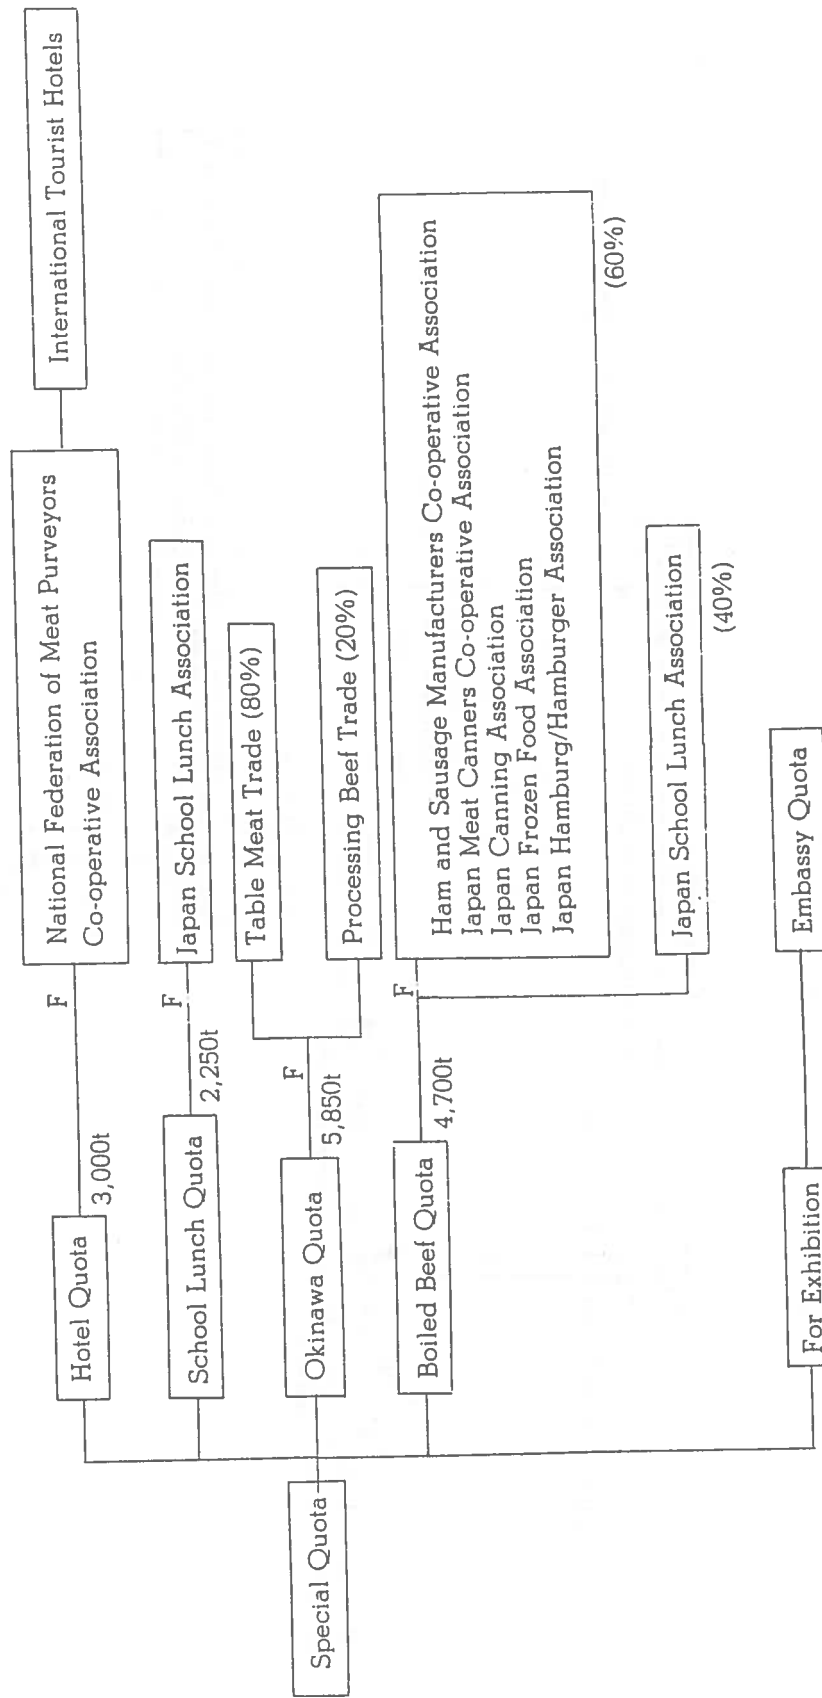 Special Quota
Hotel Quota
3,000t
F
National Federation of Meat Purveyors
Co-operative Association
International Tourist Hotels
School Lunch Quota
2,250t
F
Japan School Lunch Association
Okinawa Quota
5,850t
F
Table Meat Trade (80%)
Processing Beef Trade (20%)
Boiled Beef Quota
4,700t
F
Ham and Sausage Manufacturers Co-operative Association
Japan Meat Canners Co-operative Association
Japan Canning Association
Japan Frozen Food Association
Japan Hamburg/Hamburger Association
(60%)
Japan School Lunch Association
(40%)
For Exhibition
Embassy Quota